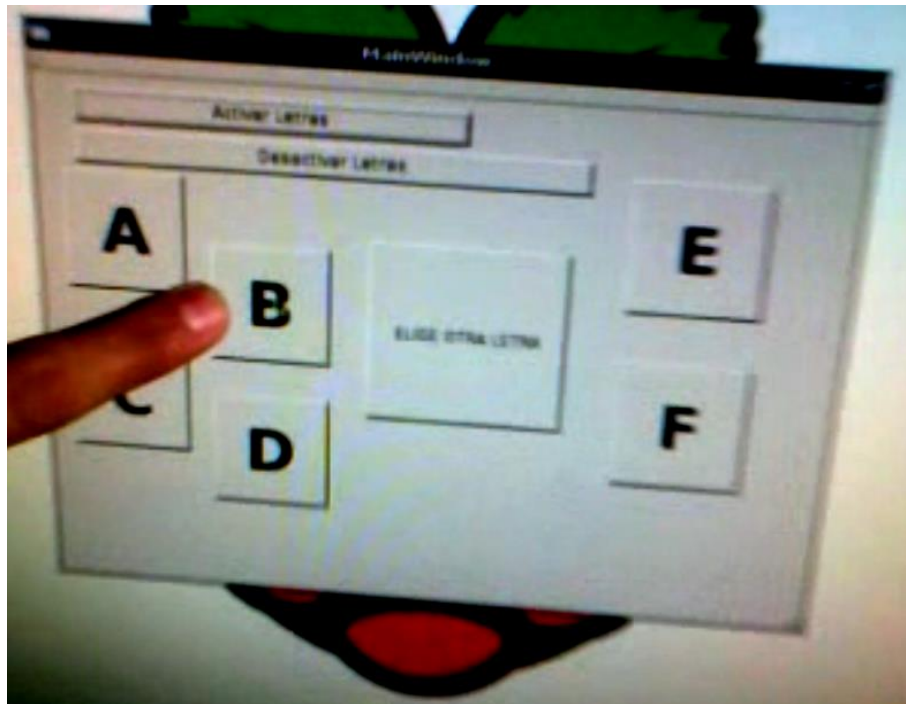 MainWindow
Activar Letras
Desactivar Letras
A
B
C
D
ELIGE OTRA LETRA
E
F